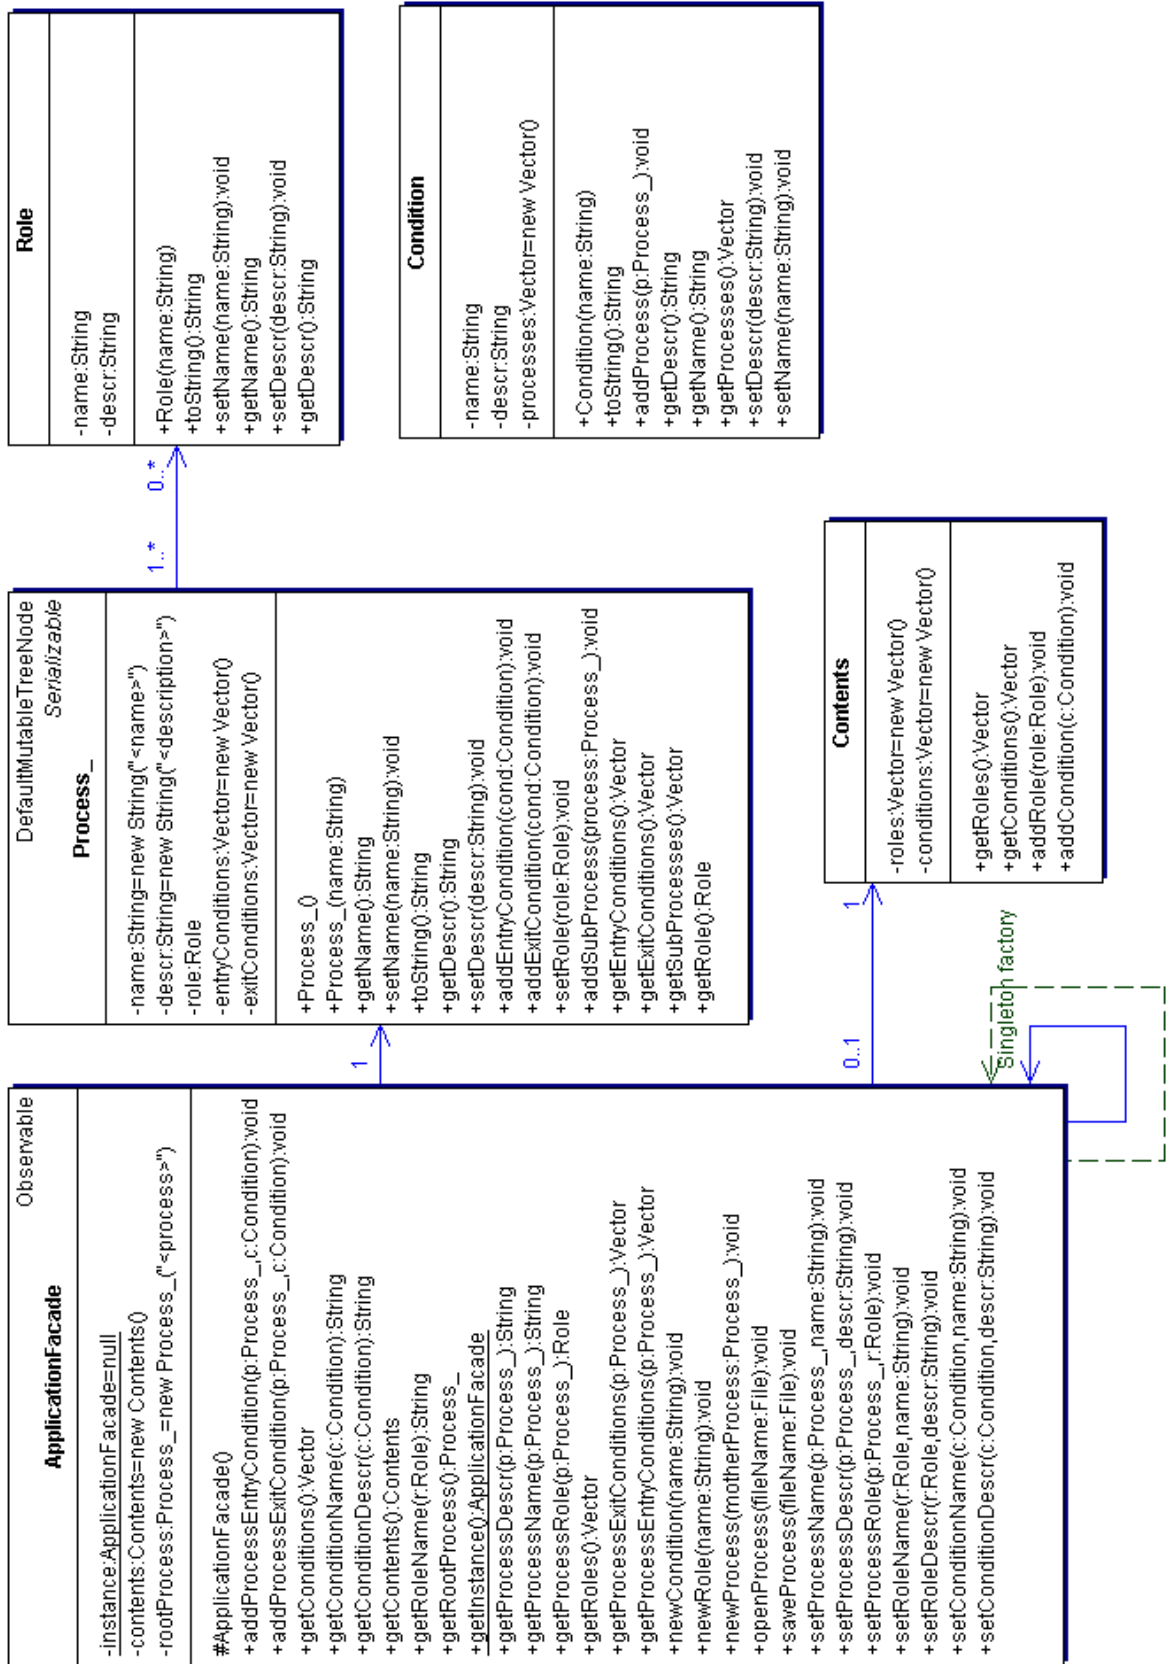 Observable
ApplicationFacade
-instance:ApplicationFacade=null
-contents:Contents=new Contents()
-rootProcess:Process_=new Process_("<process>")
#ApplicationFacade()
+addProcessEntryCondition(p:Process_,c:Condition):void
+addProcessExitCondition(p:Process_,c:Condition):void
+getConditions():Vector
+getConditionName(c:Condition):String
+getConditionDescr(c:Condition):String
+getContents():Contents
+getRoleName(r:Role):String
+getRootProcess():Process_
+getInstance():ApplicationFacade
+getProcessDescr(p:Process_):String
+getProcessName(p:Process_):String
+getProcessRole(p:Process_):Role
+getRoles():Vector
+getProcessExitConditions(p:Process_):Vector
+getProcessEntryConditions(p:Process_):Vector
+newCondition(name:String):void
+newRole(name:String):void
+newProcess(motherProcess:Process_):void
+openProcess(fileName:File):void
+saveProcess(fileName:File):void
+setProcessName(p:Process_,name:String):void
+setProcessDescr(p:Process_,descr:String):void
+setProcessRole(p:Process_,r:Role):void
+setRoleName(r:Role,name:String):void
+setRoleDescr(r:Role,descr:String):void
+setConditionName(c:Condition,name:String):void
+setConditionDescr(c:Condition,descr:String):void
1
0..1
1
Singleton factory
DefaultMutableTreeNode
Serializable
Process_
-name:String=new String("<name>")
-descr:String=new String("<description>")
-role:Role
-entryConditions:Vector=new Vector()
-exitConditions:Vector=new Vector()
+Process_()
+Process_(name:String)
+getName():String
+setName(name:String):void
+toString():String
+getDescr():String
+setDescr(descr:String):void
+addEntryCondition(cond:Condition):void
+addExitCondition(cond:Condition):void
+setRole(role:Role):void
+addSubProcess(process:Process_):void
+getEntryConditions():Vector
+getExitConditions():Vector
+getSubProcesses():Vector
+getRole():Role
1..*
0..*
Contents
-roles:Vector=new Vector()
-conditions:Vector=new Vector()
+getRoles():Vector
+getConditions():Vector
+addRole(role:Role):void
+addCondition(c:Condition):void
Role
-name:String
-descr:String
+Role(name:String)
+toString():String
+setName(name:String):void
+getName():String
+setDescr(descr:String):void
+getDescr():String
Condition
-name:String
-descr:String
-processes:Vector=new Vector()
+Condition(name:String)
+toString():String
+addProcess(p:Process_):void
+getDescr():String
+getName():String
+getProcesses():Vector
+setDescr(descr:String):void
+setName(name:String):void